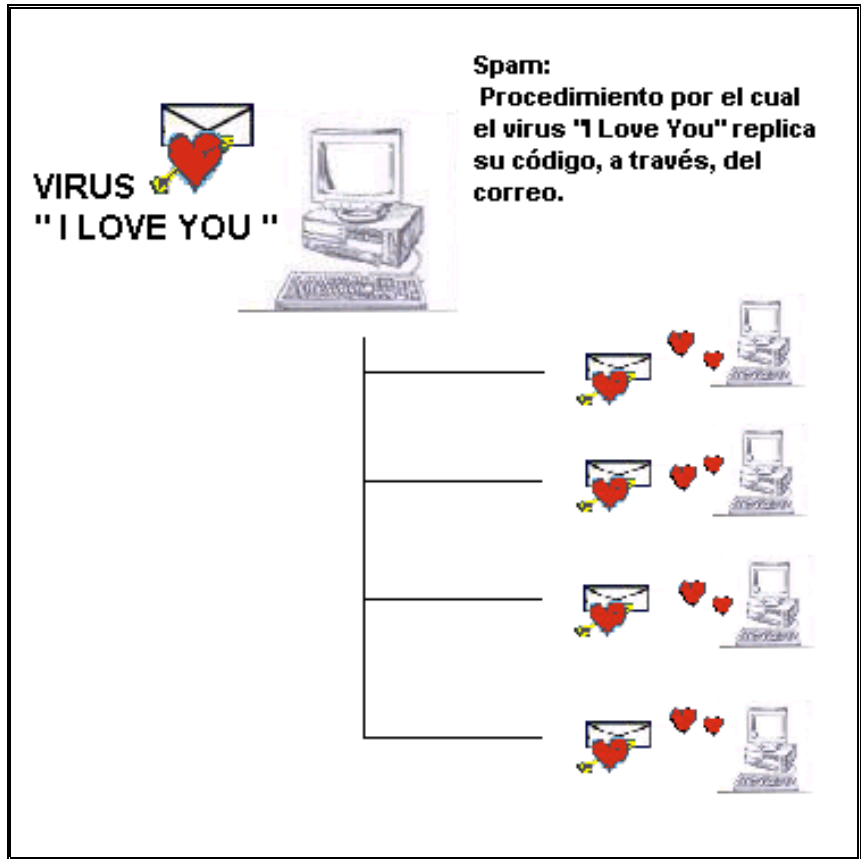 VIRUS
" I LOVE YOU "
Spam:
Procedimiento por el cual
el virus "I Love You" replica
su código, a través, del
correo.